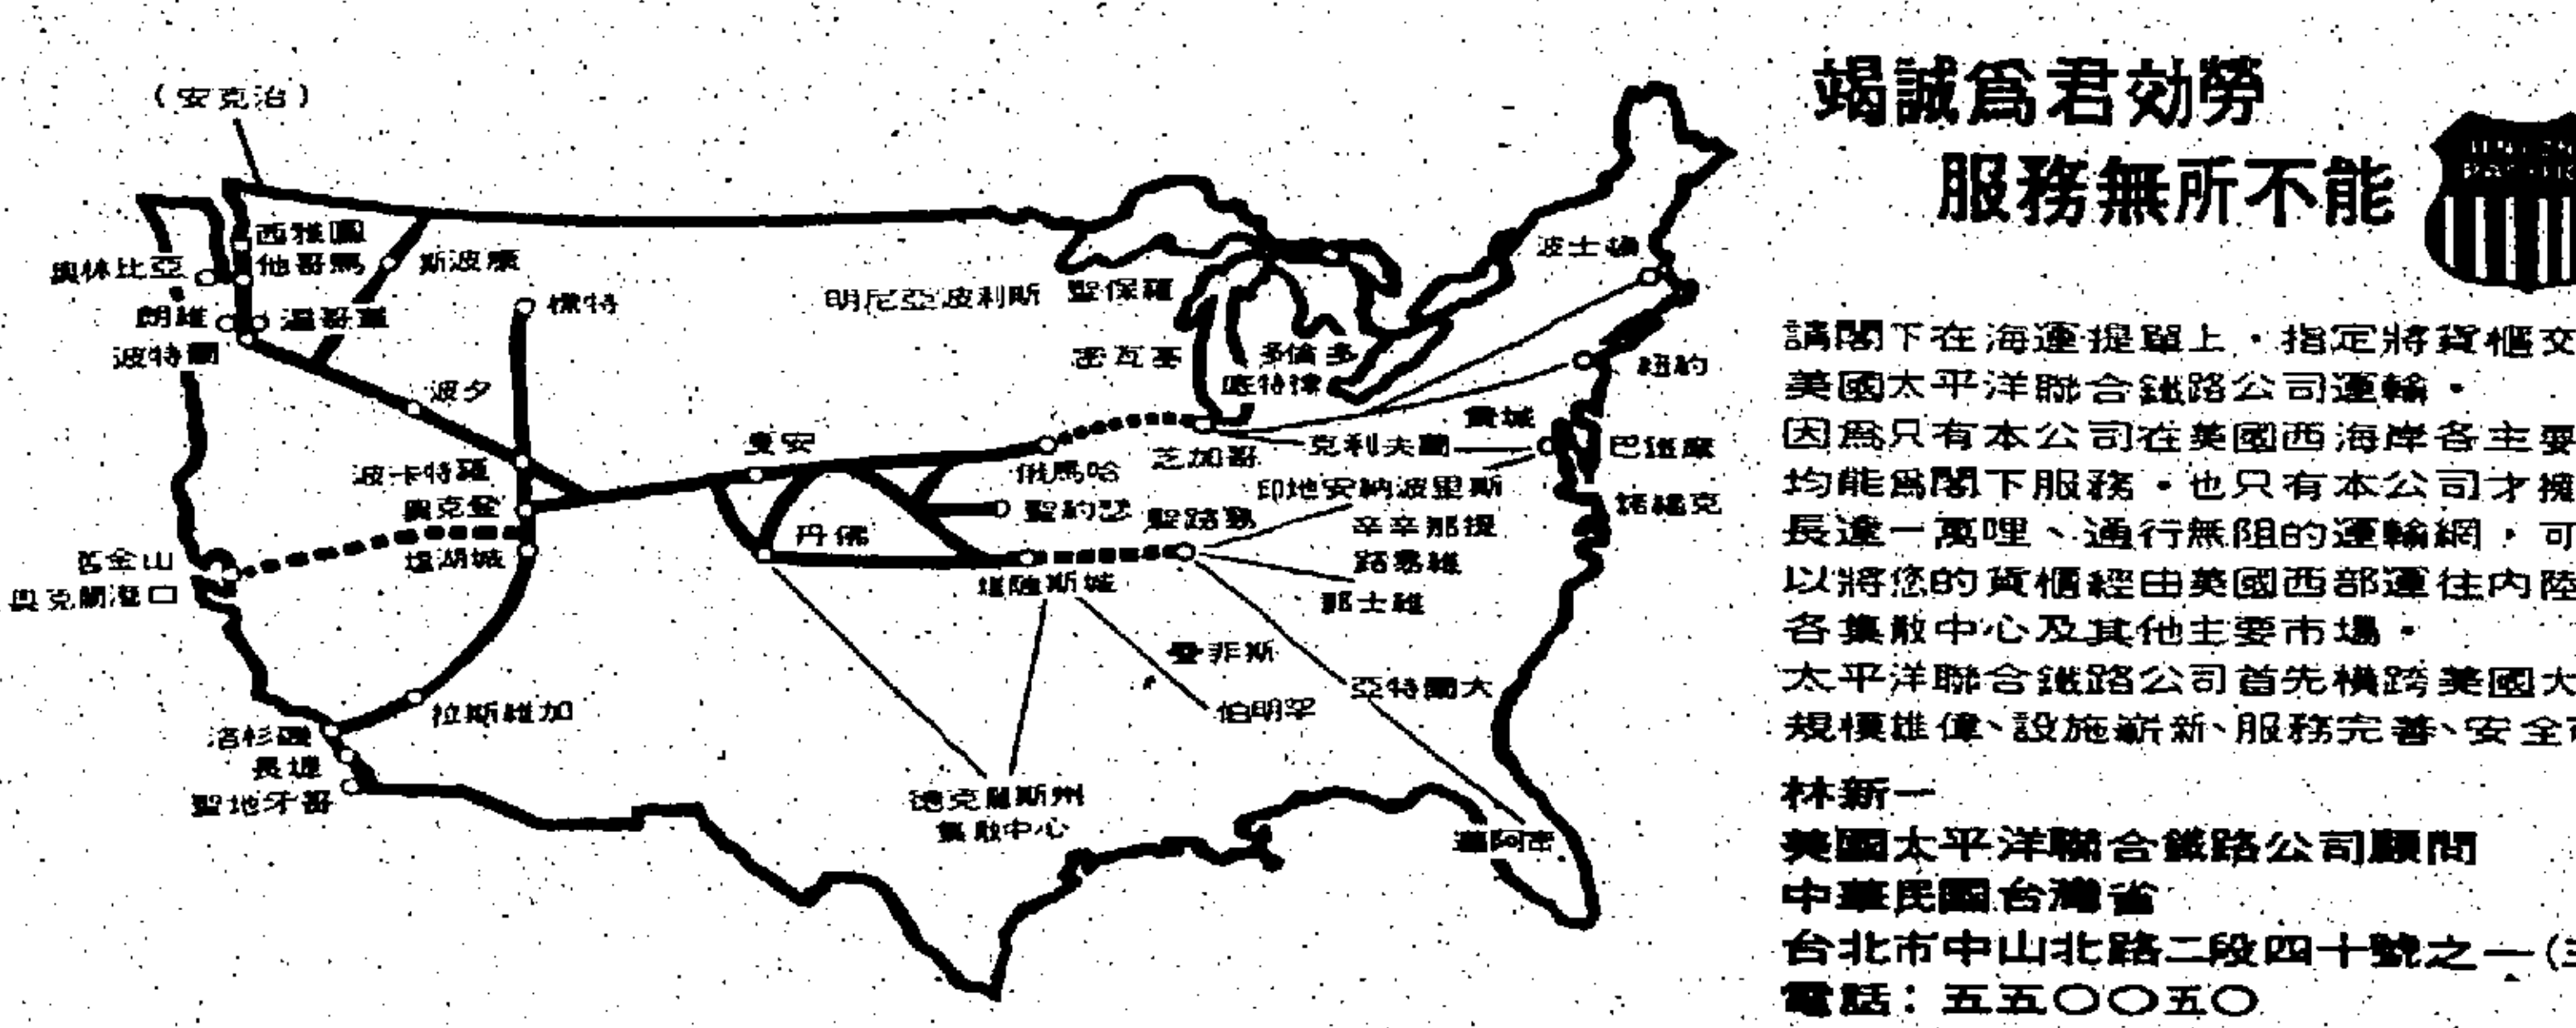 (安克治)
西雅圖
他哥馬
奧林比亞
斯波康
朗維
溫哥華
波特蘭
橫特
明尼亞波利斯
聖保羅
波士頓
密瓦基
多倫多
底特律
紐約
波夕
夏安
費城
克利夫蘭
巴鐵摩
波卡特羅
俄馬哈
芝加哥
印地安納波里斯
奧克登
聖約瑟
聖路易
諾福克
丹佛
辛辛那提
舊金山
鹽湖城
路易維
奧克蘭港口
堪薩斯城
那士維
曼非斯
亞特蘭大
拉斯維加
伯明罕
洛杉磯
長堤
聖地牙哥
德克薩斯州
集散中心
邁阿密
竭誠爲君効勞
服務無所不能
請閣下在海運提單上，指定將貨櫃交
美國太平洋聯合鐵路公司運輸。
因爲只有本公司在美國西海岸各主要
均能爲閣下服務。也只有本公司才擁
長達一萬哩、通行無阻的運輸網，可
以將您的貨櫃經由美國西部運往內陸
各集散中心及其他主要市場。
太平洋聯合鐵路公司首先橫跨美國大
規模雄偉、設施嶄新、服務完善、安全
林新一
美國太平洋聯合鐵路公司顧問
中華民國台灣省
台北市中山北路二段四十號之一(
電話：五五〇〇五〇